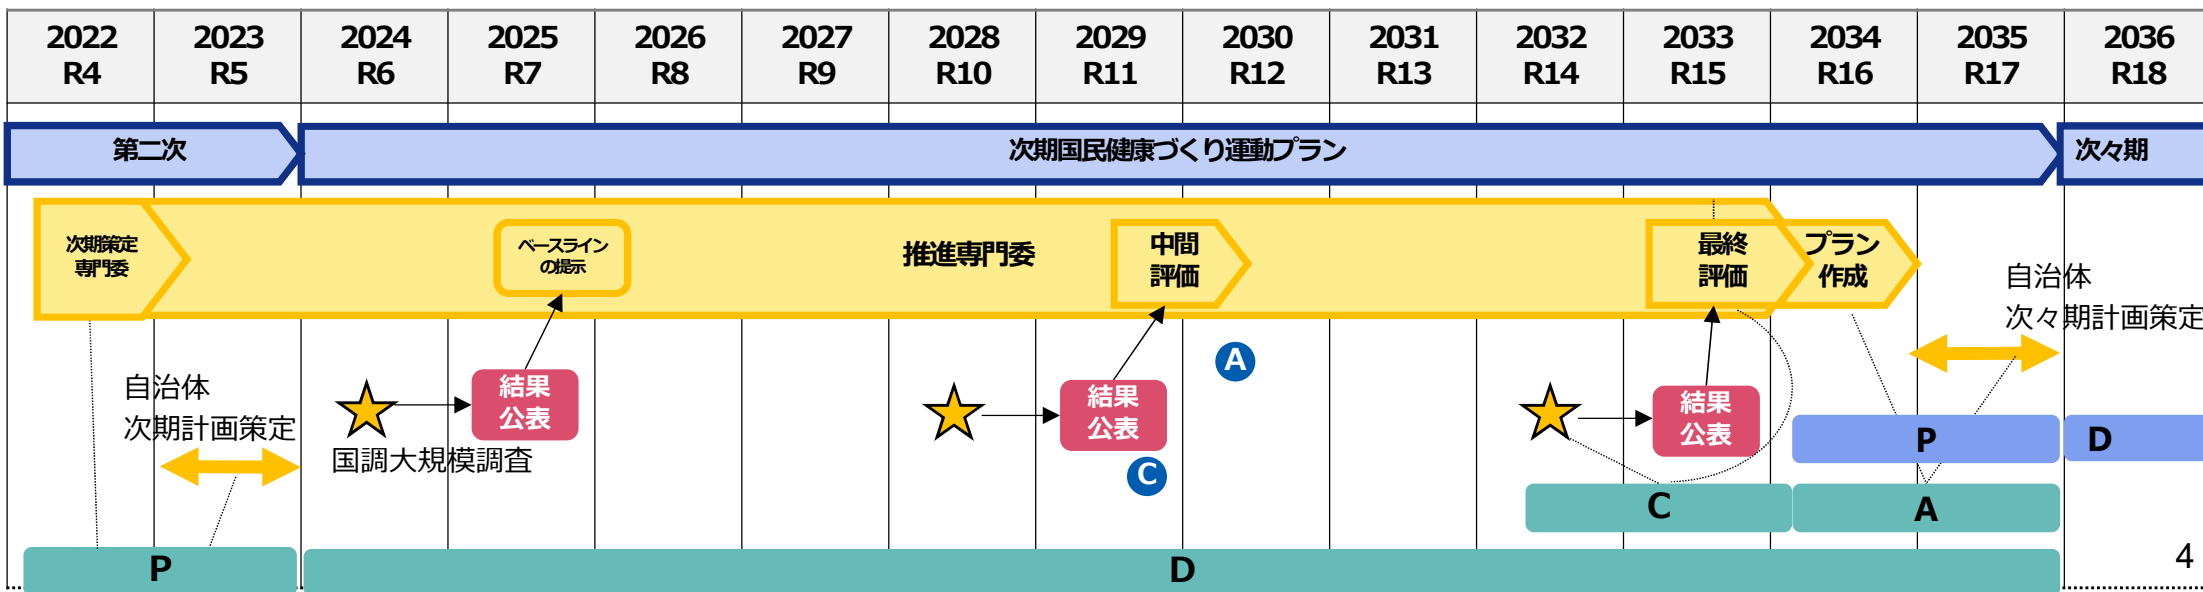 2022 2023 2024 2025 2026 2027 2028 2029 2030 2031 2032 2033 2034 2035 2036
R4 R5 R6 R7 R8 R9 R10 R11 R12 R13 R14 R15 R16 R17 R18
第二次
次期国民健康づくり運動プラン
次々期
次期策定
専門委
ベースライン
の提示
推進専門委
中間
評価
最終
評価
プラン
作成
自治体
次々期計画策定
自治体
次期計画策定
国調大規模調査
結果
公表
結果
公表
A
C
結果
公表
P
D
C
A
P
D
4